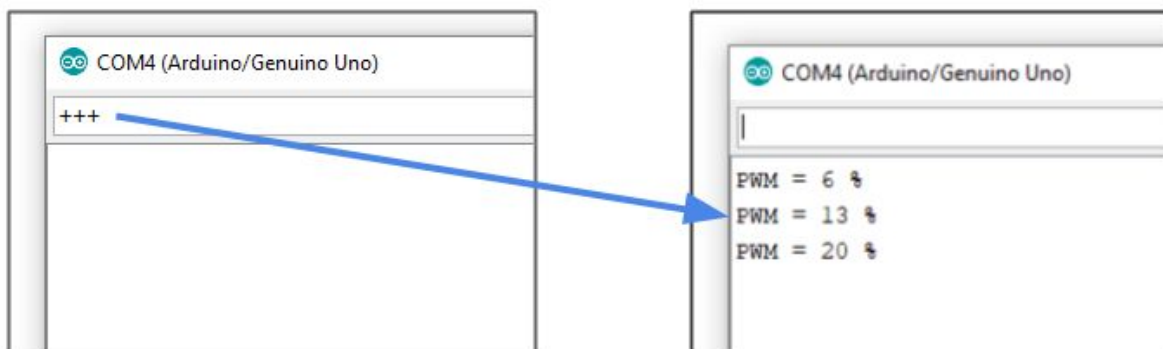 COM4 (Arduino/Genuino Uno)
+++
COM4 (Arduino/Genuino Uno)
PWM = 6 %
PWM = 13 %
PWM = 20 %